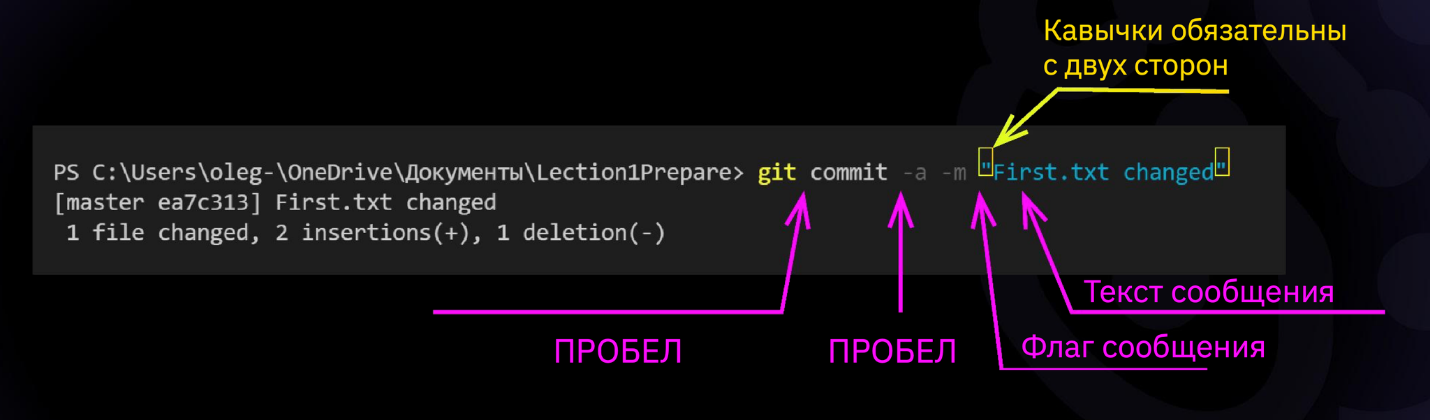 Кавычки обязательны
с двух сторон
PS C:\Users\oleg-\OneDrive\Документы\Lection1Prepare> git commit -a -m "First.txt changed"
[master ea7c313] First.txt changed
 1 file changed, 2 insertions(+), 1 deletion(-)
Текст сообщения
ПРОБЕЛ ПРОБЕЛ Флаг сообщения